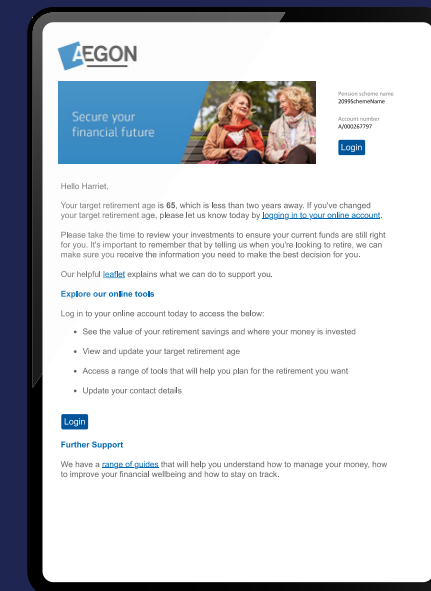 AEGON
Secure your
financial future
Pension scheme name
2099SchemeName
Account number
A/000267797
Login
Hello Harriet,
Your target retirement age is 65, which is less than two years away. If you've changed
your target retirement age, please let us know today by logging in to your online account.
Please take the time to review your investments to ensure your current funds are still right
for you. It's important to remember that by telling us when you're looking to retire, we can
make sure you receive the information you need to make the best decision for you.
Our helpful leaflet explains what we can do to support you.
Explore our online tools
Log in to your online account today to access the below:
• See the value of your retirement savings and where your money is invested
• View and update your target retirement age
• Access a range of tools that will help you plan for the retirement you want
• Update your contact details
Login
Further Support
We have a range of guides that will help you understand how to manage your money, how
to improve your financial wellbeing and how to stay on track.